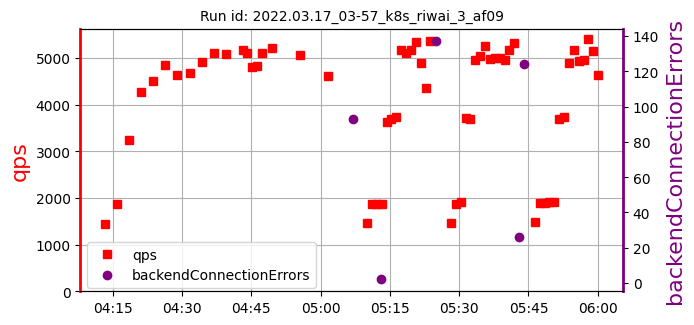 Run id: 2022.03.17_03-57_k8s_riwai_3_af09
qps
5000
4000
3000
2000
1000
0
140
120
100
80
60
40
20
0
backendConnectionErrors
qps
backendConnectionErrors
04:15 04:30 04:45 05:00 05:15 05:30 05:45 06:00